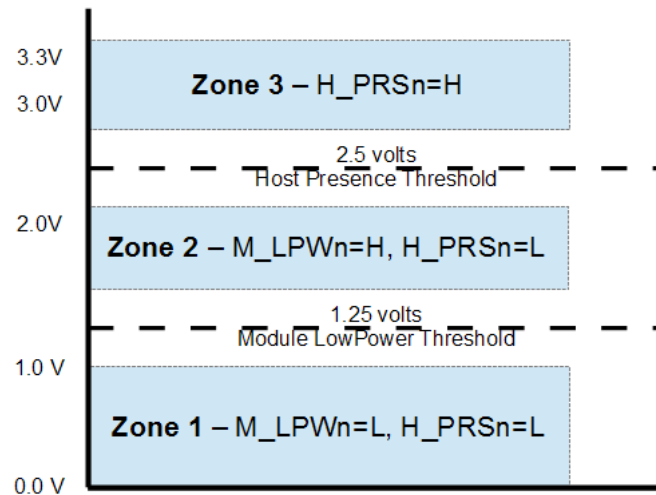 3.3V
Zone 3 – H_PRSn=H
3.0V
2.5 volts
Host Presence Threshold
2.0V
Zone 2 – M_LPWn=H, H_PRSn=L
1.25 volts
Module LowPower Threshold
1.0 V
Zone 1 – M_LPWn=L, H_PRSn=L
0.0 V